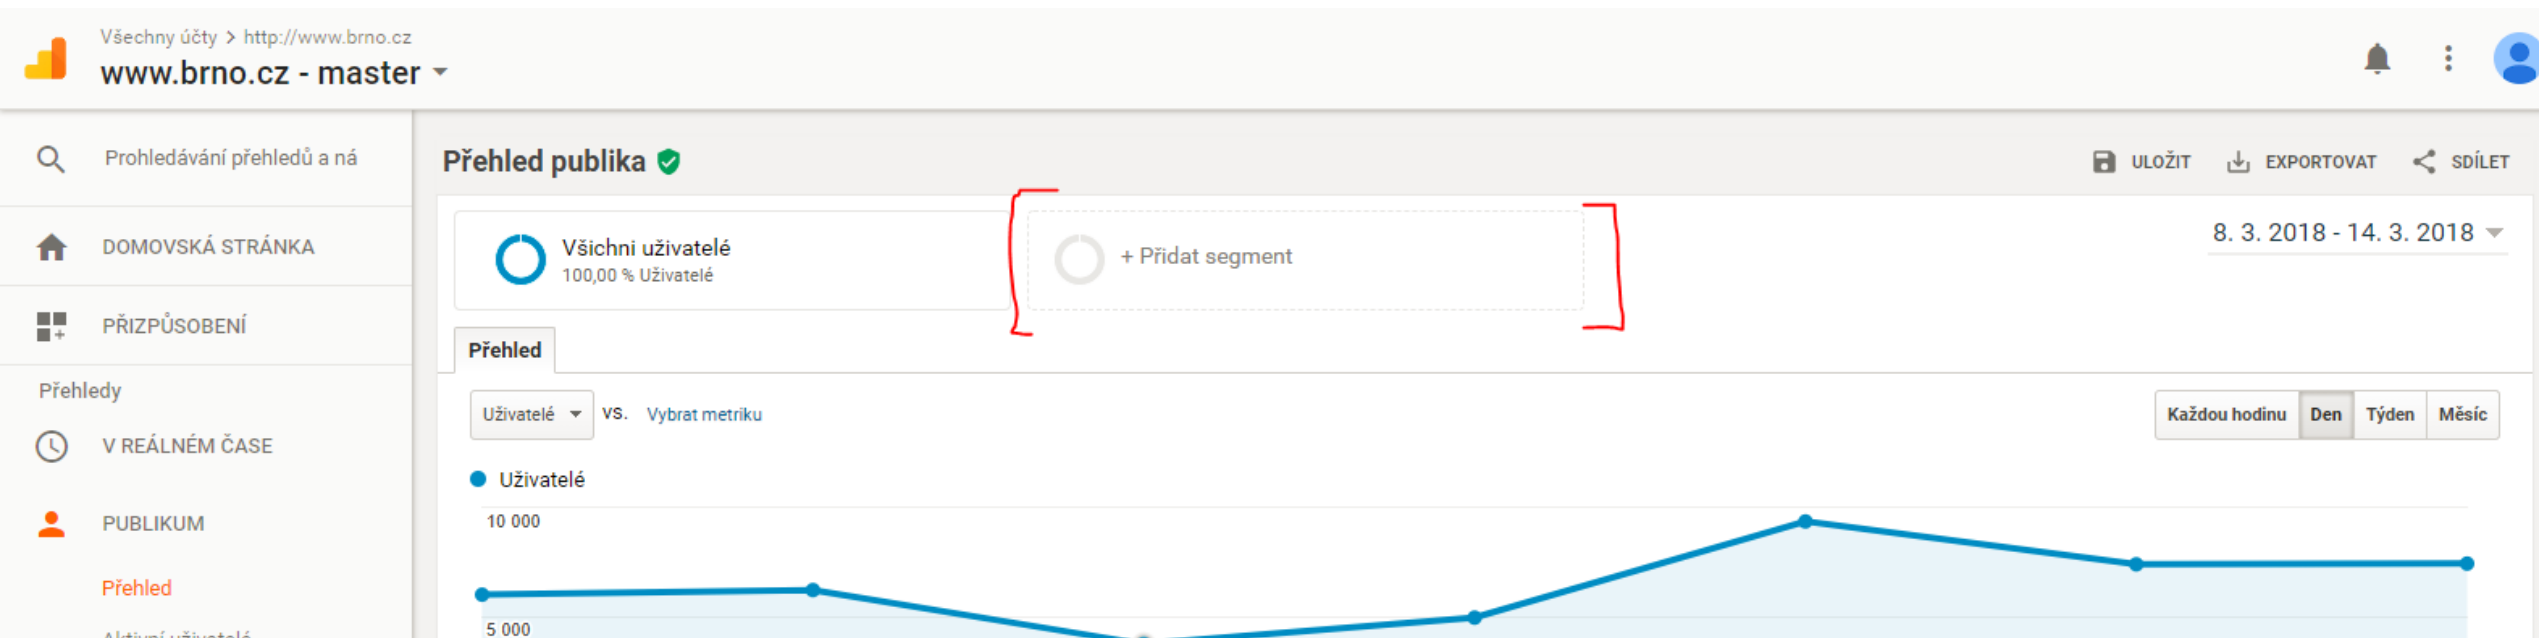 Všechny účty > http://www.brno.cz
www.brno.cz - master
Prohledávání přehledů a ná
Přehled publika
ULOŽIT EXPORTOVAT SDÍLET
DOMOVSKÁ STRÁNKA
Všichni uživatelé
100,00 % Uživatelé
+ Přidat segment
8. 3. 2018 - 14. 3. 2018
PŘIZPŮSOBENÍ
Přehled
Přehledy
Uživatelé vs. Vybrat metriku
Každou hodinu Den Týden Měsíc
V REÁLNÉM ČASE
Uživatelé
10 000
PUBLIKUM
Přehled
5 000
Aktivní uživatelé